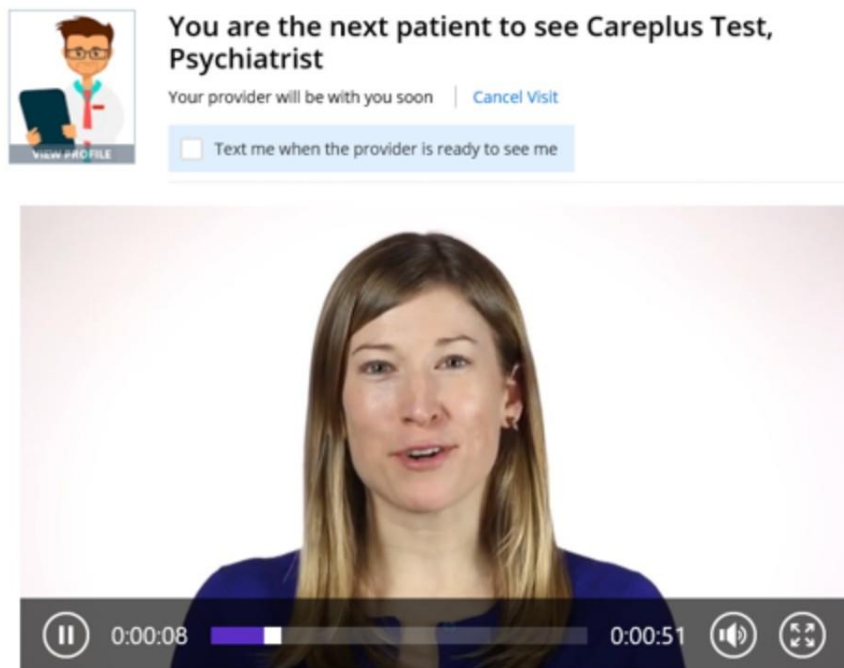 You are the next patient to see Careplus Test,
Psychiatrist
Your provider will be with you soon | Cancel Visit
VIEW PROFILE
Text me when the provider is ready to see me
0:00:08 0:00:51